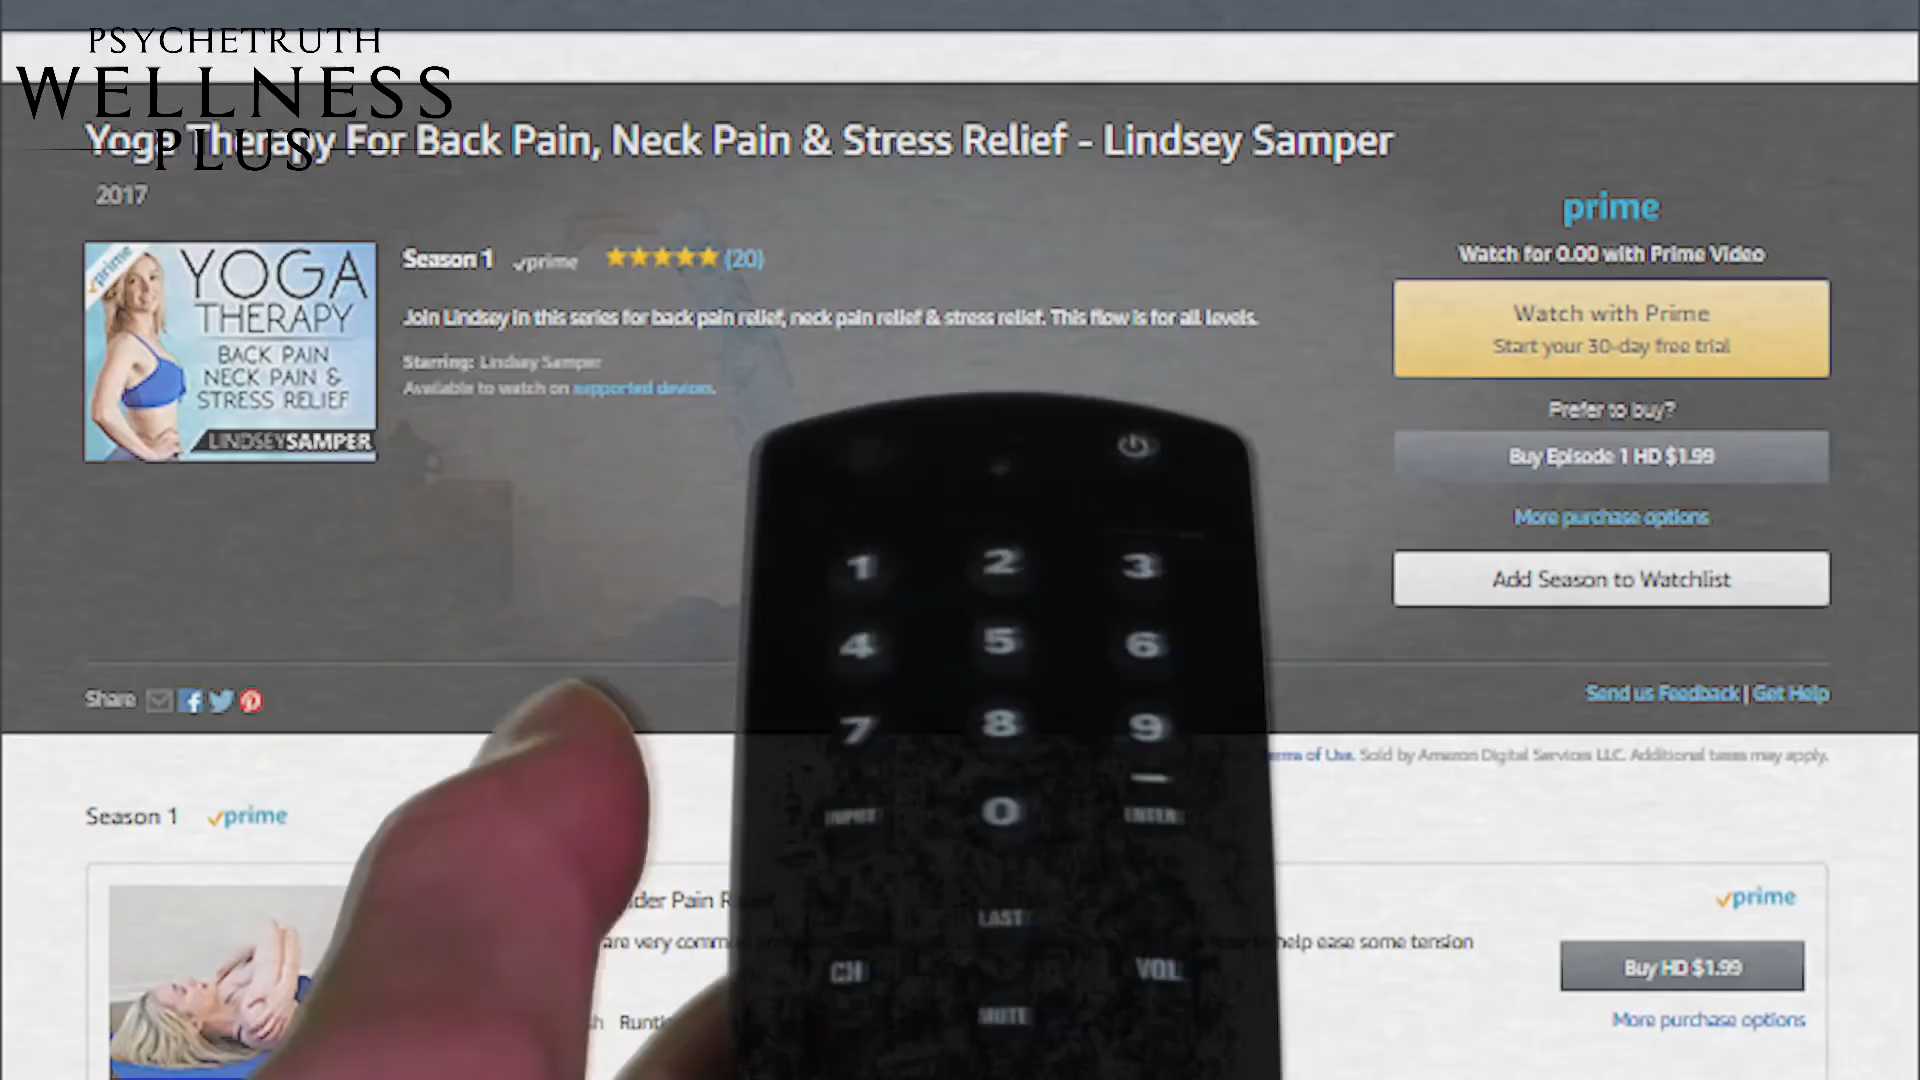 PSYCHETRUTH
WELLNESS
PLUS
Yoga Therapy For Back Pain, Neck Pain & Stress Relief - Lindsey Samper
2017
prime
YOGA
THERAPY
BACK PAIN
NECK PAIN &
STRESS RELIEF
LINDSEYSAMPER
Season 1 prime (20)
Join Lindsey in this series for back pain relief, neck pain relief & stress relief. This flow is for all levels.
Starring: Lindsey Samper
Available to watch on supported devices.
prime
Watch for 0.00 with Prime Video
Watch with Prime
Start your 30-day free trial
Prefer to buy?
Buy Episode 1 HD $1.99
More purchase options
Add Season to Watchlist
Share
Send us Feedback | Get Help
of Use. Sold by Amazon Digital Services LLC. Additional taxes may apply.
Season 1 prime
Pain
are very
help ease some tension
prime
Buy HD $1.99
More purchase options
1 2 3
4 5 6
7 8 9
INPUT 0 ENTER
LAST
CH VOL
MUTE